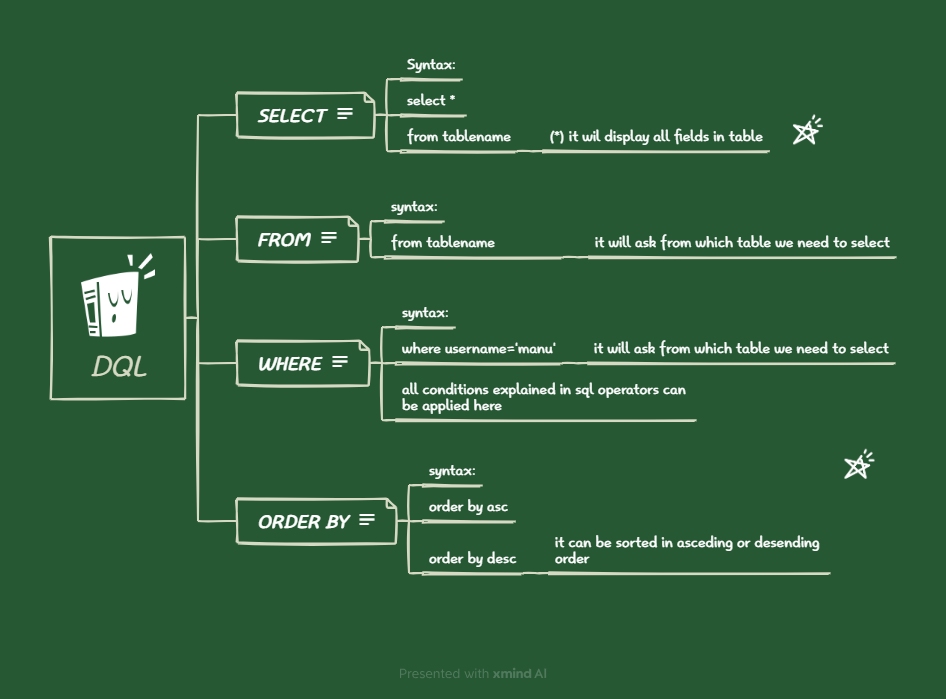 DQL
SELECT
Syntax:
select *
from tablename
(*) it wil display all fields in table
FROM
syntax:
from tablename
it will ask from which table we need to select
WHERE
syntax:
where username='manu'
it will ask from which table we need to select
all conditions explained in sql operators can
be applied here
ORDER BY
syntax:
order by asc
order by desc
it can be sorted in asceding or desending
order
Presented with xmind AI